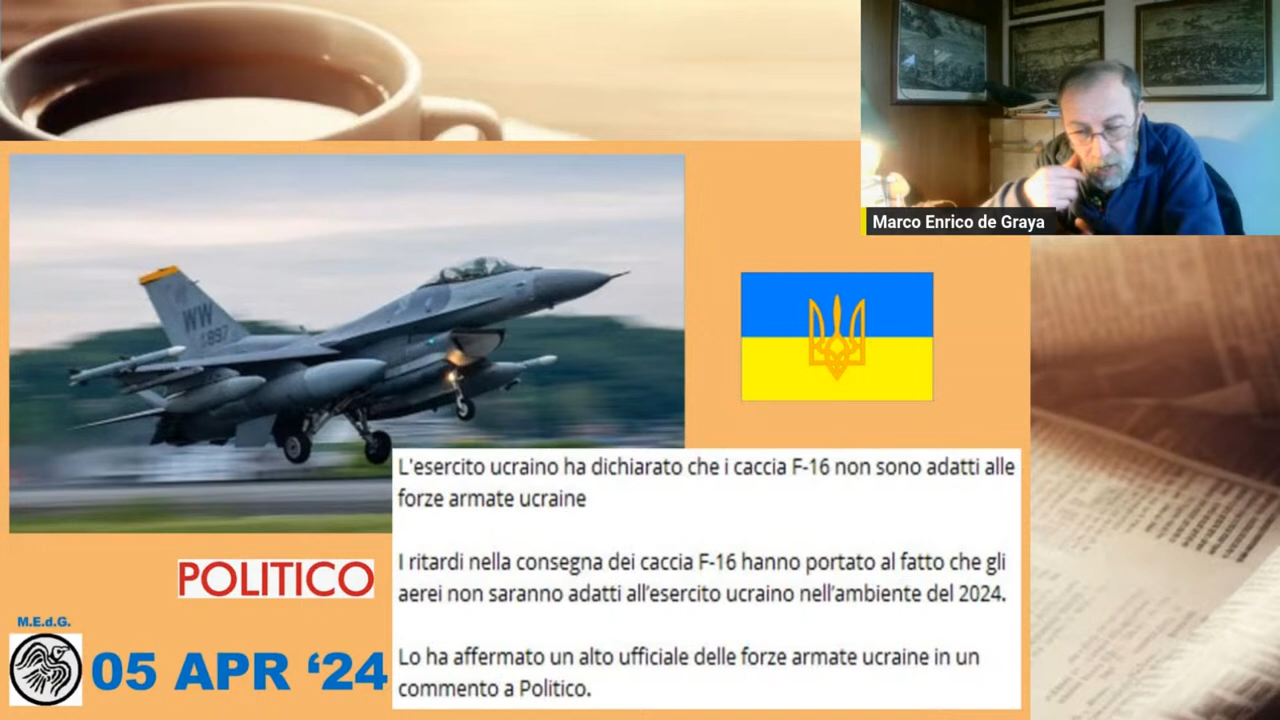 Marco Enrico de Graya
WW
L'esercito ucraino ha dichiarato che i caccia F-16 non sono adatti alle
forze armate ucraine
I ritardi nella consegna dei caccia F-16 hanno portato al fatto che gli
aerei non saranno adatti all'esercito ucraino nell'ambiente del 2024.
Lo ha affermato un alto ufficiale delle forze armate ucraine in un
commento a Politico.
POLITICO
M.E.d.G.
05 APR ‘24